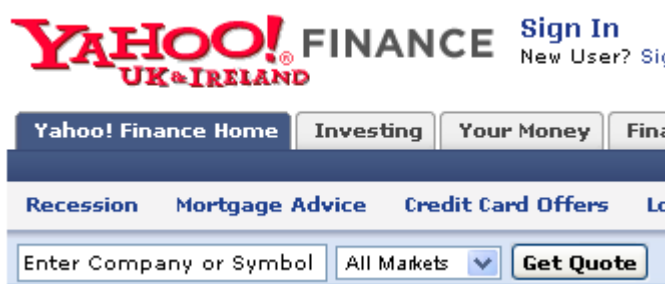 YAHOO! FINANCE Sign In
UK & IRELAND New User?
Yahoo! Finance Home Investing Your Money
Recession Mortgage Advice Credit Card Offers
Enter Company or Symbol All Markets Get Quote